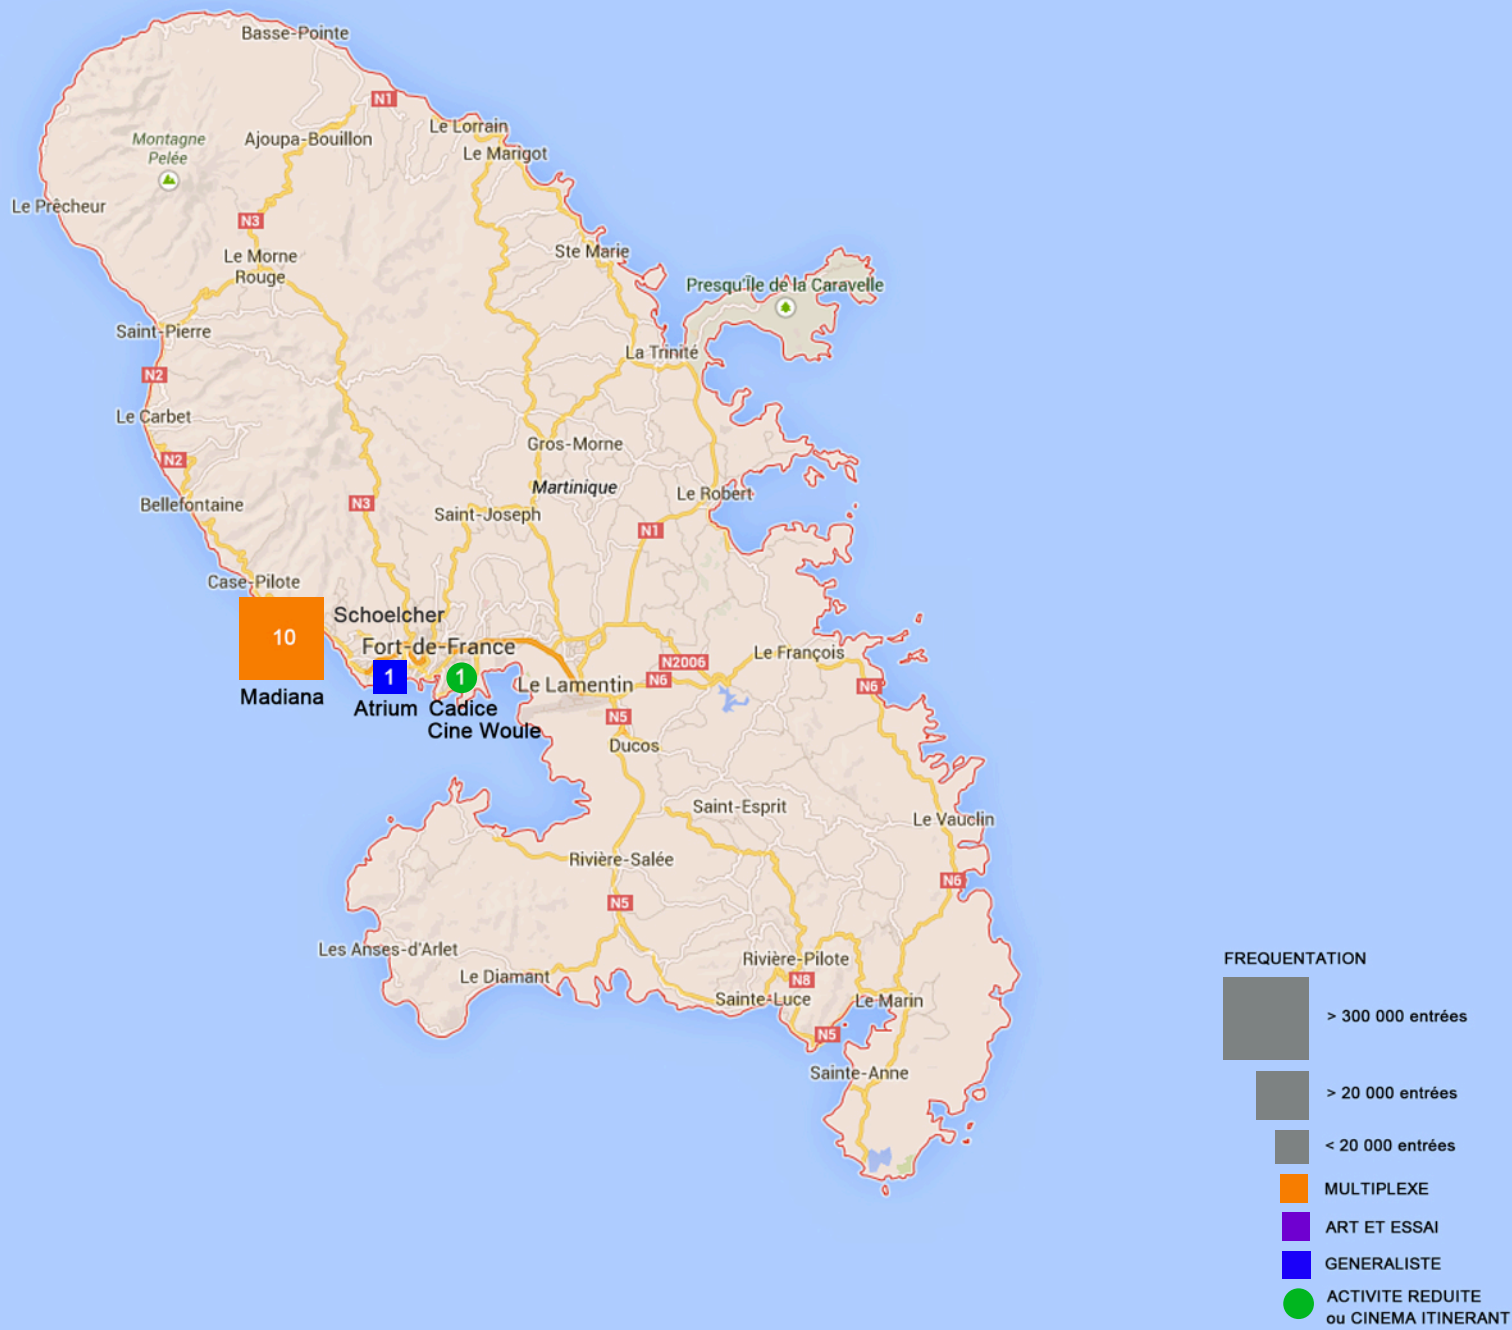 Basse-Pointe
N1
Le Lorrain
Montagne
Pelée
Ajoupa-Bouillon
Le Marigot
Le Prêcheur
N3
Ste Marie
Le Morne
Rouge
Presqu'Île de la Caravelle
Saint-Pierre
La Trinité
N2
Le Carbet
Gros-Morne
N2
Martinique
Le Robert
Bellefontaine
N3
Saint-Joseph
N1
Case-Pilote
Schoelcher
10
Fort-de-France
Le François
N2006
1
1
Le Lamentin
N6
N6
Madiana
Atrium
Cadice
Cine Woule
N5
Ducos
Saint-Esprit
Le Vauclin
Rivière-Salée
N6
N5
Les Anses-d'Arlet
Le Diamant
Rivière-Pilote
N8
Sainte-Luce
Le Marin
N5
Sainte-Anne
FREQUENTATION
> 300 000 entrées
> 20 000 entrées
< 20 000 entrées
MULTIPLEXE
ART ET ESSAI
GENERALISTE
ACTIVITE REDUITE
ou CINEMA ITINERANT